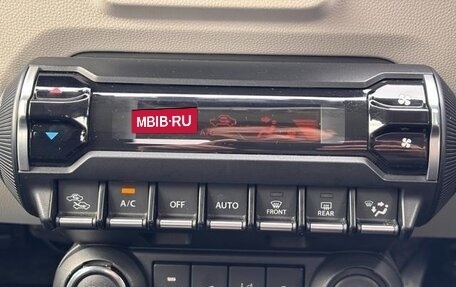 MBIB·RU
A/C
A/C
OFF
AUTO
FRONT
REAR